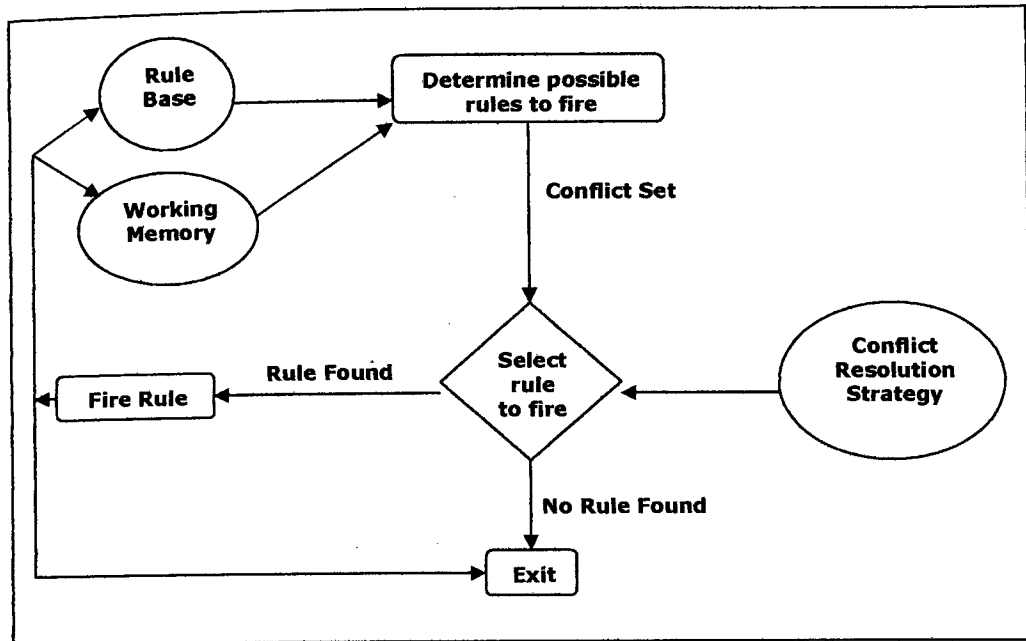 Rule
Base
Determine possible
rules to fire
Working
Memory
Conflict Set
Select
rule
to fire
Conflict
Resolution
Strategy
Rule Found
Fire Rule
No Rule Found
Exit